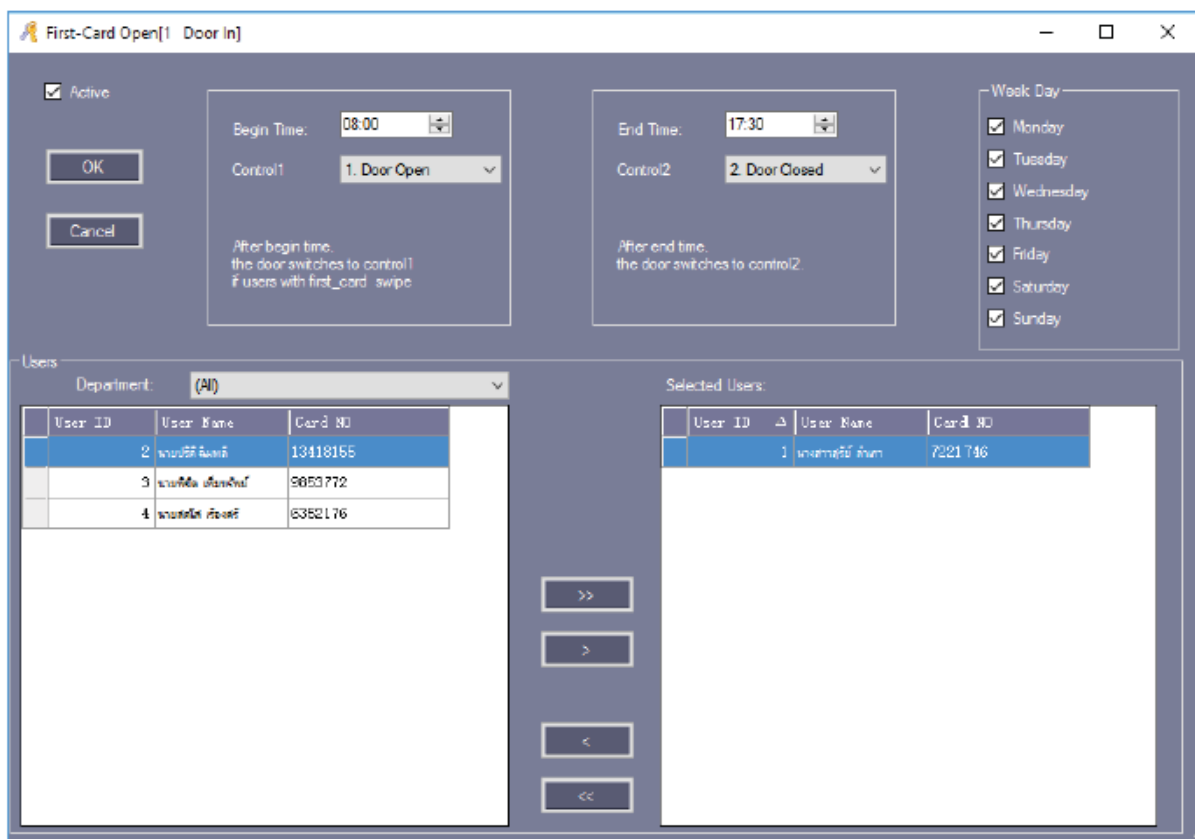 First-Card Open[1 Door In]
Active
OK
Cancel
Begin Time: 08:00
Control1 1. Door Open
After begin time.
the door switches to control1
if users with first_card swipe
End Time: 17:30
Control2 2. Door Closed
After end time.
the door switches to control2.
Week Day
Monday
Tuesday
Wednesday
Thursday
Friday
Saturday
Sunday
Users
Department: (All)
User ID User Name Card NO
2 13418155
3 9853772
4 6352176
>>
>
<
<<
Selected Users:
User ID User Name Card NO
1 7221746